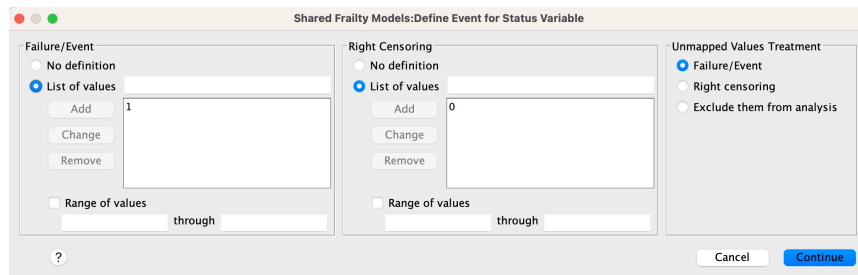 Shared Frailty Models:Define Event for Status Variable
Failure/Event
No definition
List of values
Add
1
Change
Remove
Range of values
through
Right Censoring
No definition
List of values
Add
0
Change
Remove
Range of values
through
Unmapped Values Treatment
Failure/Event
Right censoring
Exclude them from analysis
?
Cancel
Continue